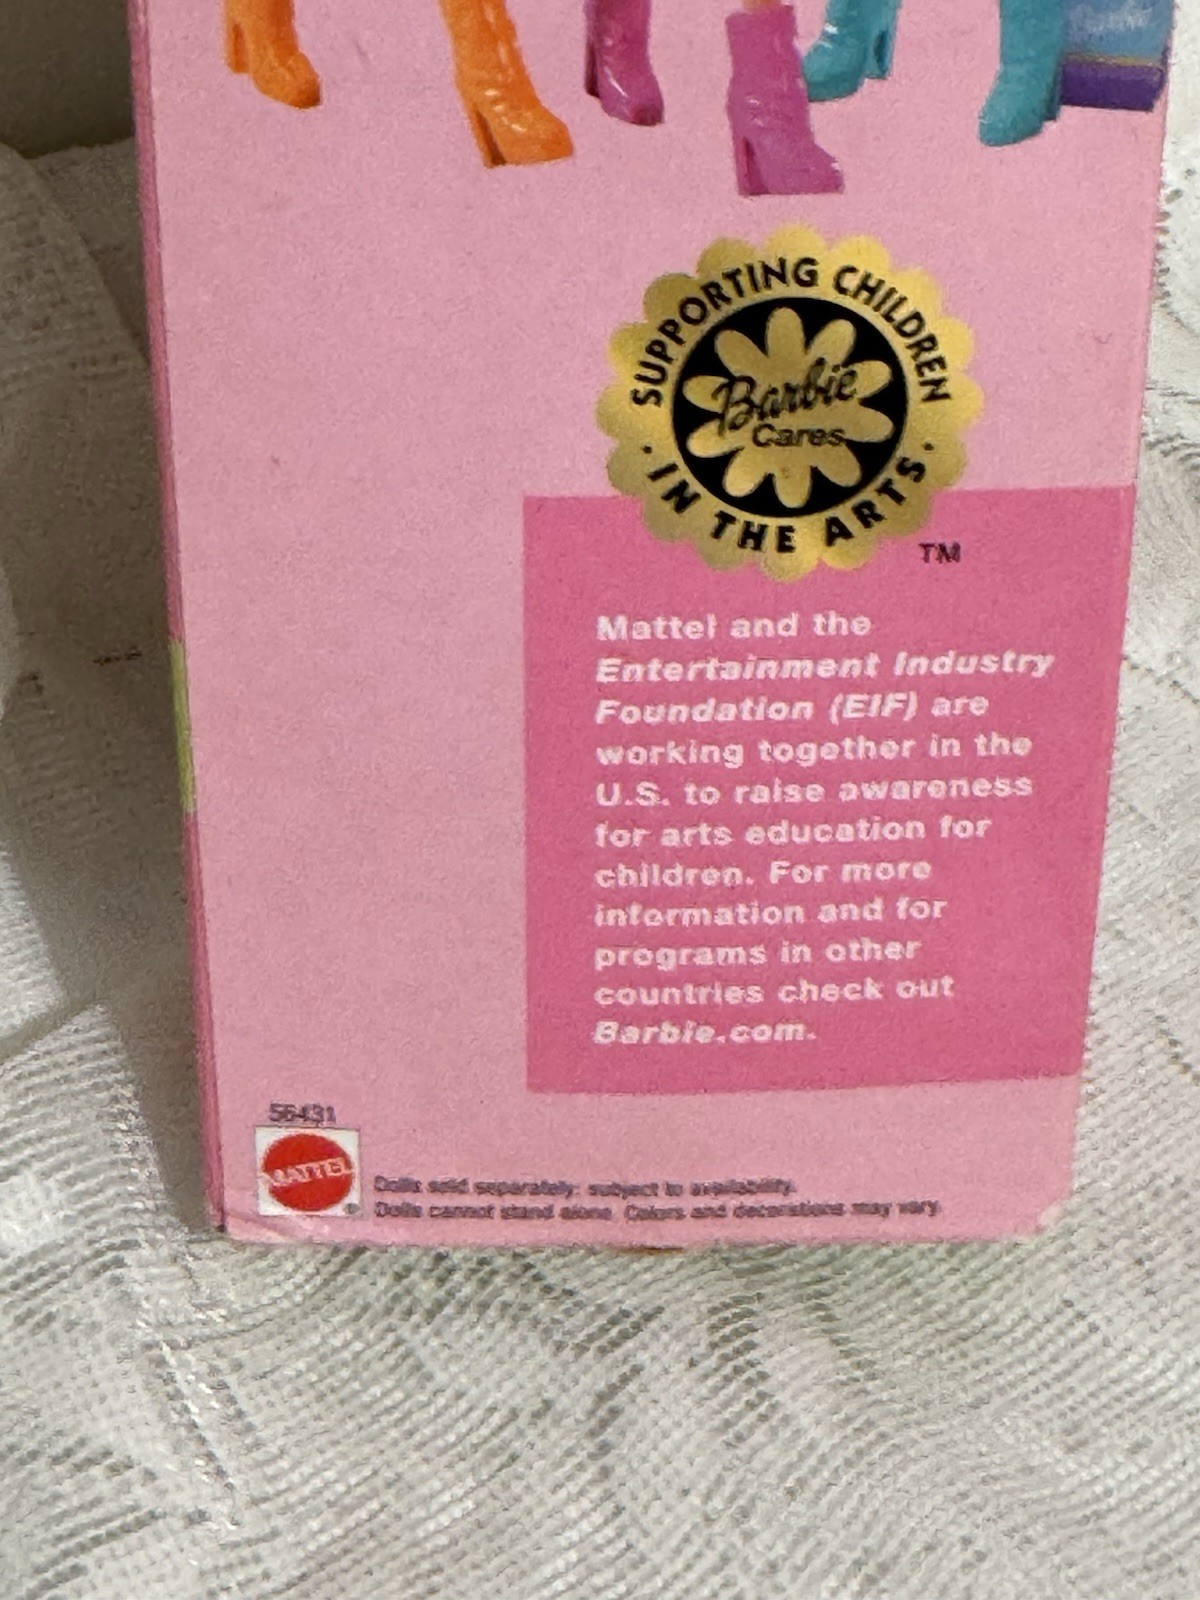 SUPPORTING CHILDREN
· IN THE ARTS ·
Barbie
Cares
TM
Mattel and the
Entertainment Industry
Foundation (EIF) are
working together in the
U.S. to raise awareness
for arts education for
children. For more
information and for
programs in other
countries check out
Barbie.com.
56431
MATTEL
®
Dolls sold separately; subject to availability.
Dolls cannot stand alone. Colors and decorations may vary.